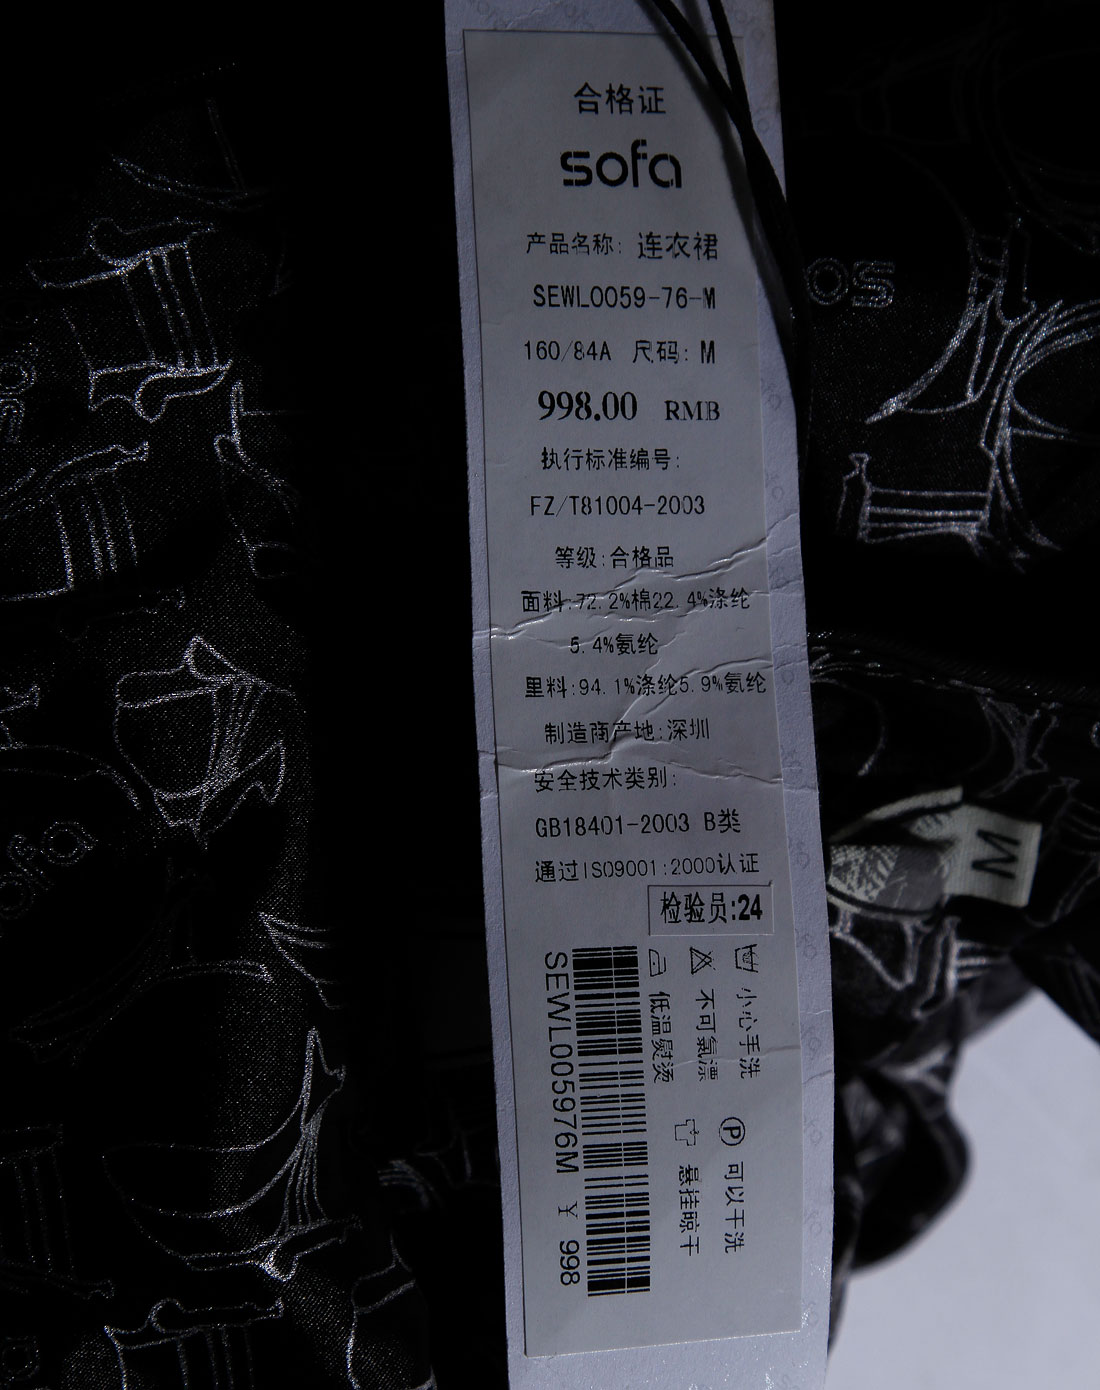 合格证
sofa
产品名称: 连衣裙
SEWL0059-76-M
160/84A 尺码: M
998.00 RMB
执行标准编号:
FZ/T81004-2003
等级:合格品
面料:72.2%棉22.4%涤纶
5.4%氨纶
里料:94.1%涤纶5.9%氨纶
制造商产地:深圳
安全技术类别:
GB18401-2003 B类
通过ISO9001:2000认证
检验员:24
小心手洗
不可氯漂
低温熨烫
P 可以干洗
悬挂晾干
SEWL005976M ¥ 998
M
sofa